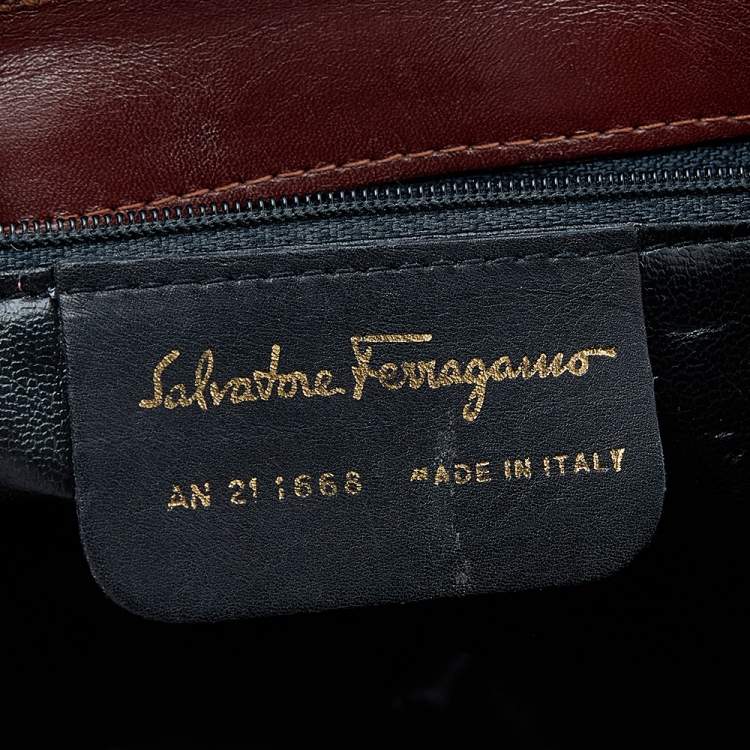 Salvatore Ferragamo
AN 21 1668 MADE IN ITALY